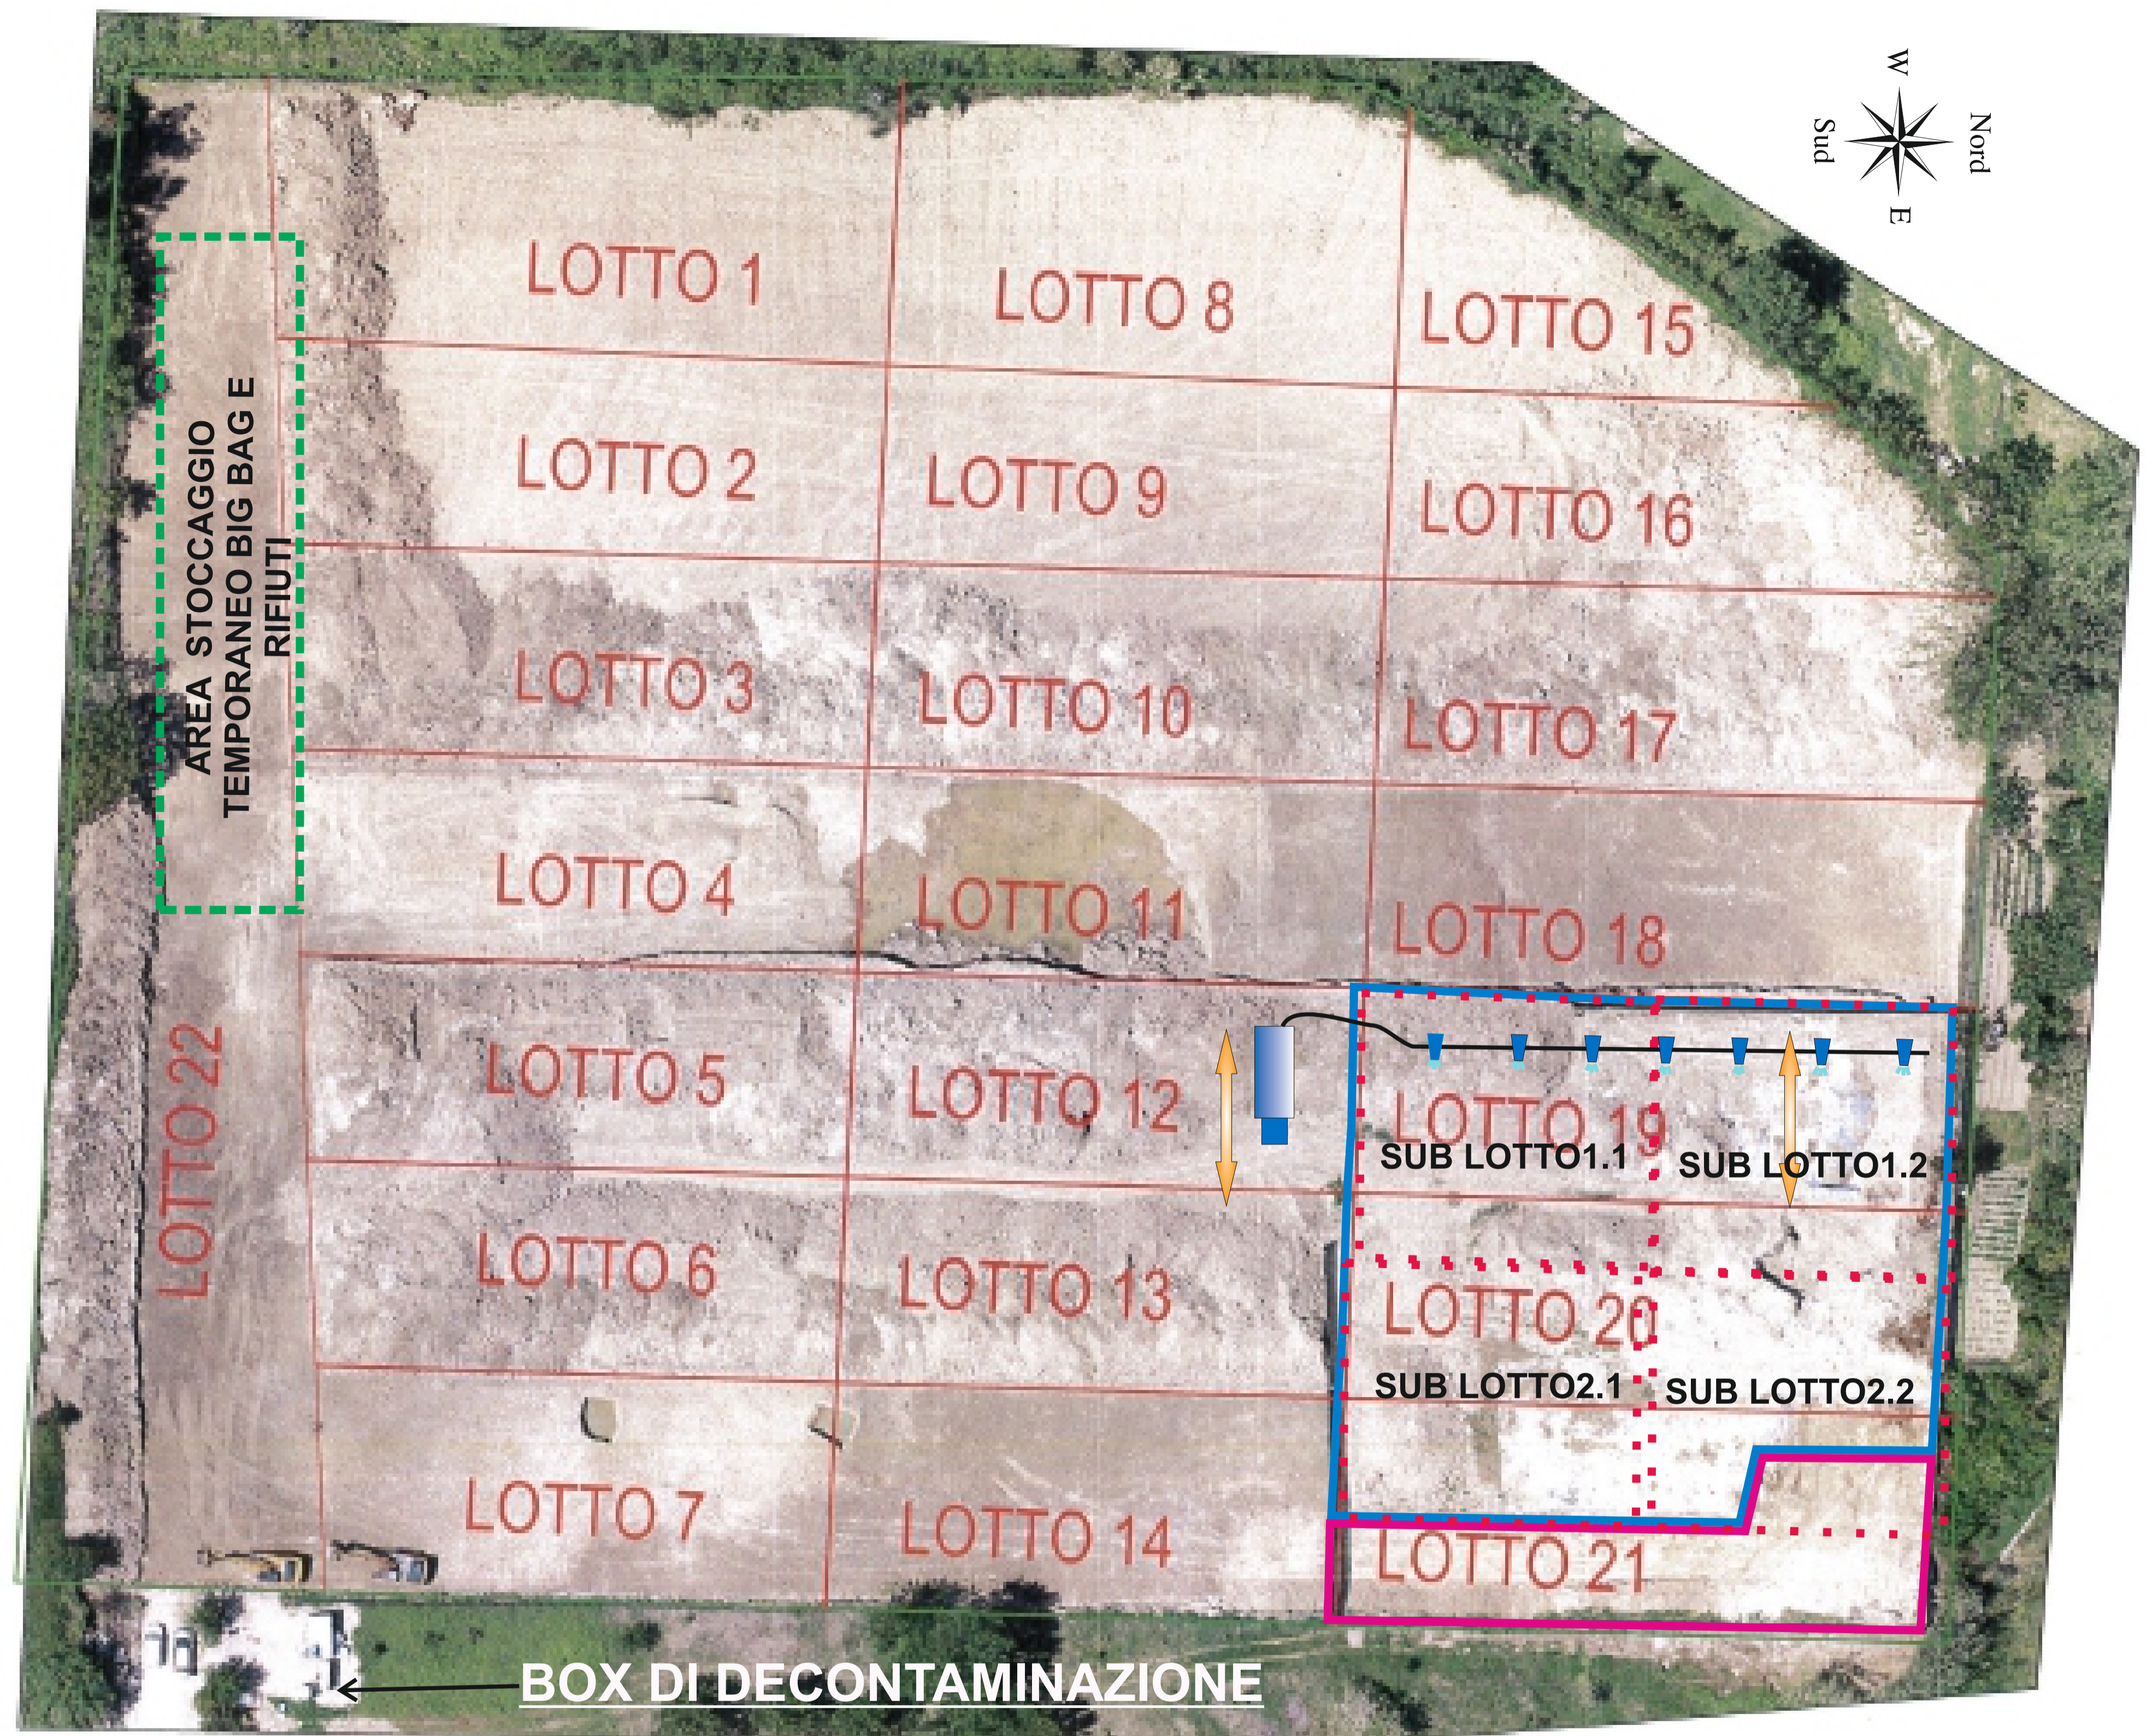 W
Nord
Sud
E
LOTTO 1
LOTTO 8
LOTTO 15
LOTTO 2
LOTTO 9
LOTTO 16
AREA STOCCAGGIO
TEMPORANEO BIG BAG E
RIFIUTI
LOTTO 3
LOTTO 10
LOTTO 17
LOTTO 4
LOTTO 11
LOTTO 18
LOTTO 22
LOTTO 5
LOTTO 12
LOTTO 19
SUB LOTTO1.1
SUB LOTTO1.2
LOTTO 6
LOTTO 13
LOTTO 20
SUB LOTTO2.1
SUB LOTTO2.2
LOTTO 7
LOTTO 14
LOTTO 21
BOX DI DECONTAMINAZIONE